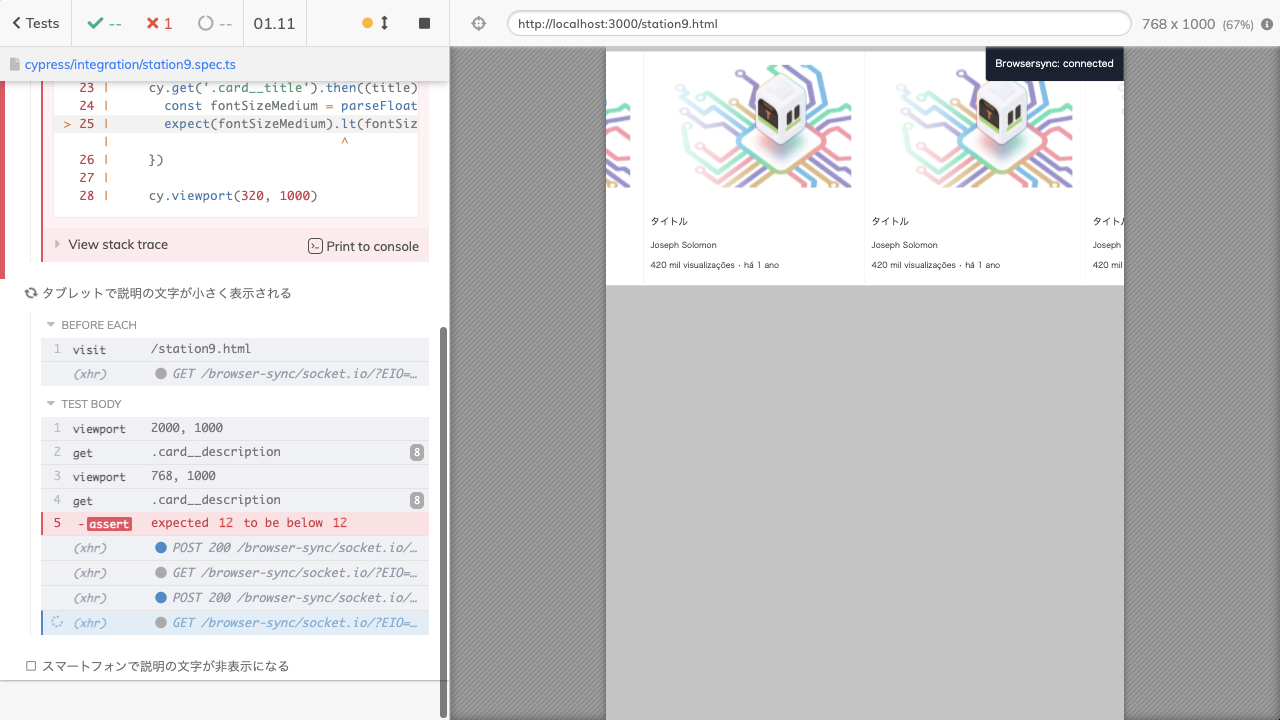 Tests
--
1
--
01.11
cypress/integration/station9.spec.ts
23 | cy.get('.card__title').then((title)
24 | const fontSizeMedium = parseFloat
> 25 | expect(fontSizeMedium).lt(fontSiz
| ^
26 | })
27 |
28 | cy.viewport(320, 1000)
View stack trace
Print to console
タブレットで説明の文字が小さく表示される
BEFORE EACH
1 visit /station9.html
(xhr) GET /browser-sync/socket.io/?EIO=…
TEST BODY
1 viewport 2000, 1000
2 get .card__description 8
3 viewport 768, 1000
4 get .card__description 8
5 -assert expected 12 to be below 12
(xhr) POST 200 /browser-sync/socket.io/…
(xhr) GET /browser-sync/socket.io/?EIO=…
(xhr) POST 200 /browser-sync/socket.io/…
(xhr) GET /browser-sync/socket.io/?EIO=…
スマートフォンで説明の文字が非表示になる
http://localhost:3000/station9.html
768 x 1000 (67%)
Browsersync: connected
タイトル
Joseph Solomon
420 mil visualizações · há 1 ano
タイトル
Joseph Solomon
420 mil visualizações · há 1 ano
タイトル
Joseph
420 mil